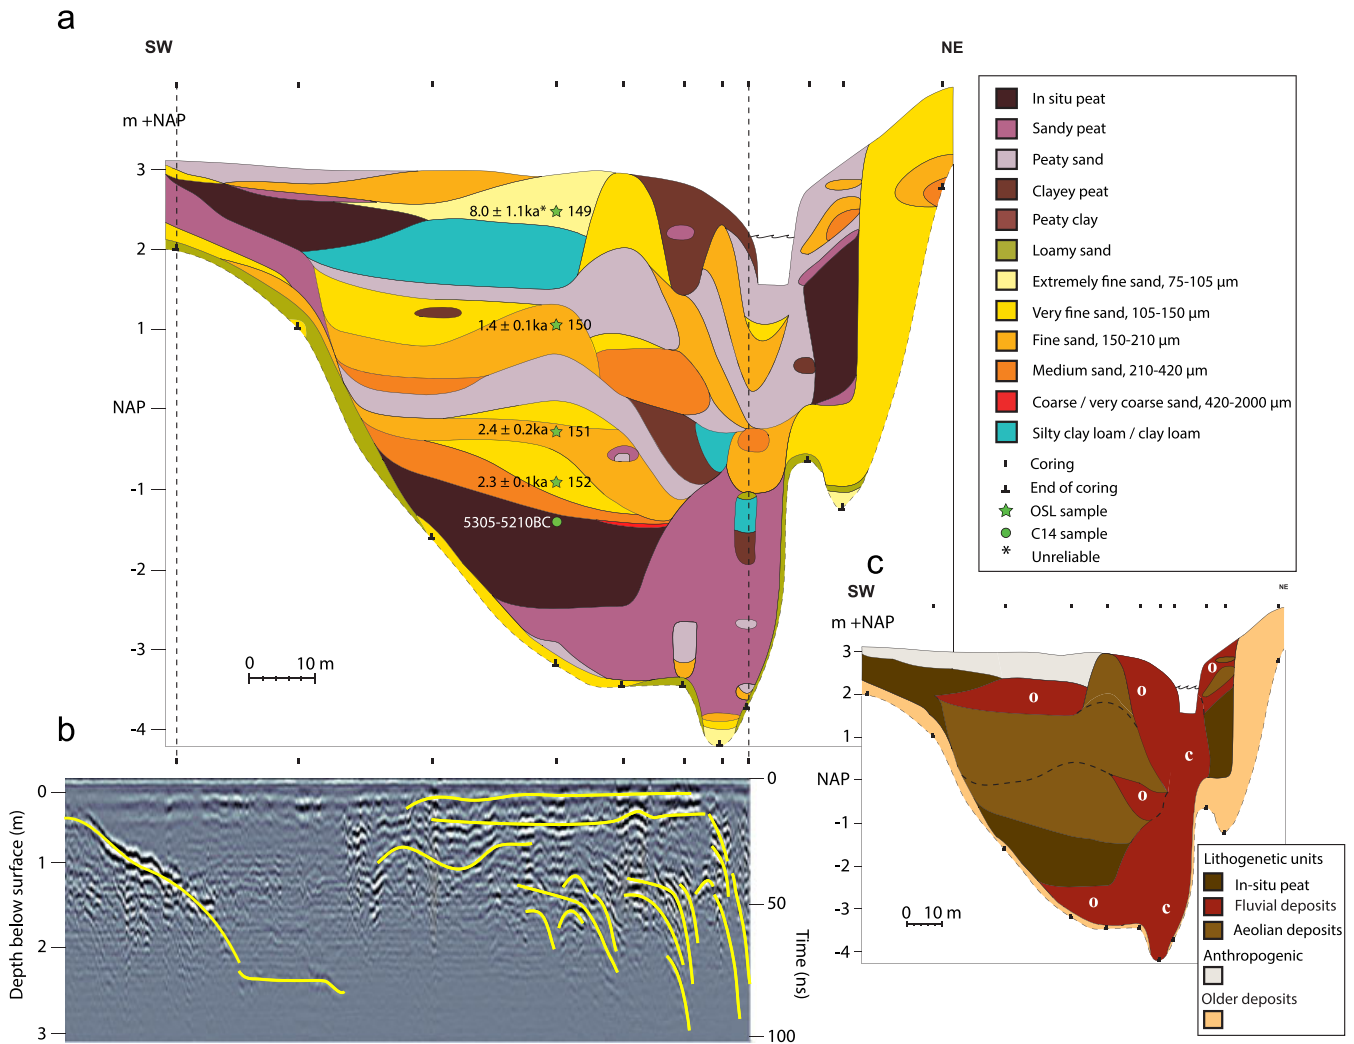 a
SW
NE
m +NAP
3
2
1
NAP
-1
-2
-3
-4
8.0 ± 1.1ka* 149
1.4 ± 0.1ka 150
2.4 ± 0.2ka 151
2.3 ± 0.1ka 152
5305-5210BC
0 10 m
In situ peat
Sandy peat
Peaty sand
Clayey peat
Peaty clay
Loamy sand
Extremely fine sand, 75-105 µm
Very fine sand, 105-150 µm
Fine sand, 150-210 µm
Medium sand, 210-420 µm
Coarse / very coarse sand, 420-2000 µm
Silty clay loam / clay loam
Coring
End of coring
OSL sample
C14 sample
* Unreliable
b
Depth below surface (m)
0
1
2
3
0
50
100
Time (ns)
c
SW
NE
m +NAP
3
2
1
NAP
-1
-2
-3
-4
o
o
o
c
o
o
c
0 10 m
Lithogenetic units
In-situ peat
Fluvial deposits
Aeolian deposits
Anthropogenic
Older deposits